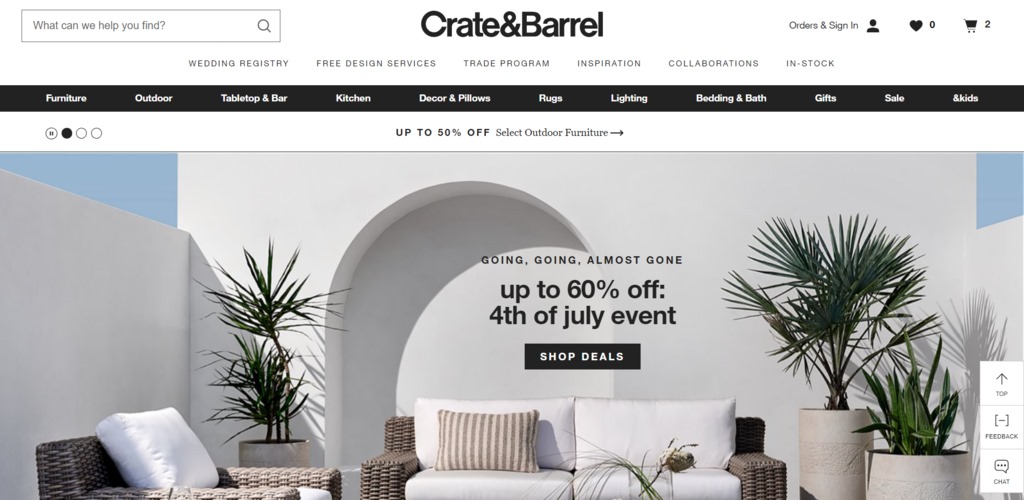 What can we help you find?
Crate&Barrel
Orders & Sign In
0
2
WEDDING REGISTRY FREE DESIGN SERVICES TRADE PROGRAM INSPIRATION COLLABORATIONS IN-STOCK
Furniture Outdoor Tabletop & Bar Kitchen Decor & Pillows Rugs Lighting Bedding & Bath Gifts Sale &kids
UP TO 50% OFF Select Outdoor Furniture
GOING, GOING, ALMOST GONE
up to 60% off:
4th of july event
SHOP DEALS
TOP
FEEDBACK
CHAT